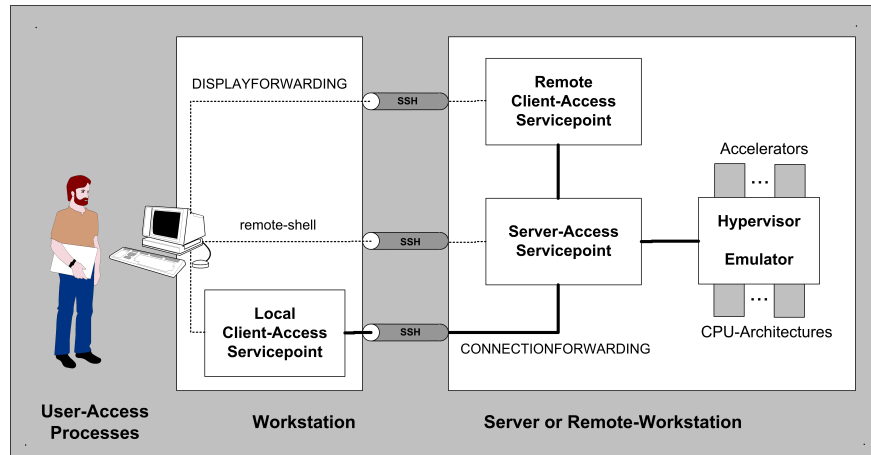 DISPLAYFORWARDING
SSH
Remote
Client-Access
Servicepoint
Accelerators
...
remote-shell
SSH
Server-Access
Servicepoint
Hypervisor
Emulator
...
CPU-Architectures
Local
Client-Access
Servicepoint
SSH
CONNECTIONFORWARDING
User-Access
Processes
Workstation
Server or Remote-Workstation